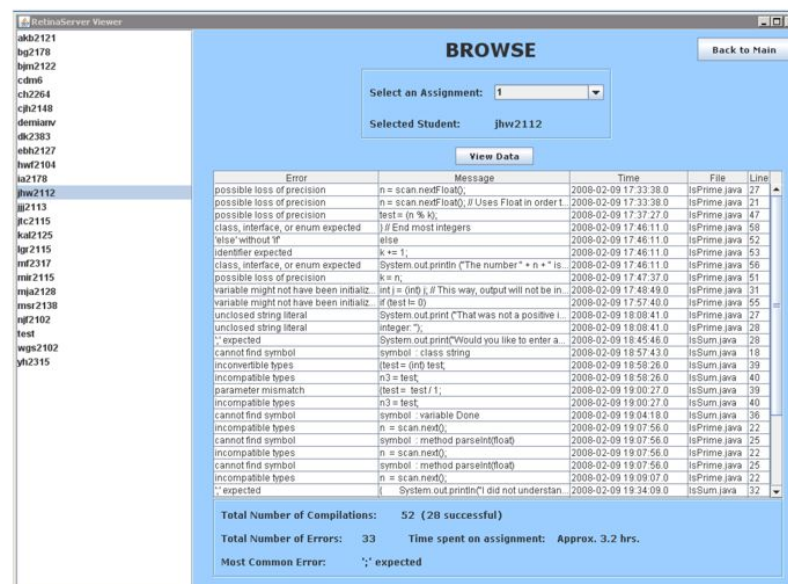 RetinaServer Viewer
akb2121
bg2178
bjm2122
cdm6
ch2264
cjh2148
demianv
dk2383
ebh2127
hwf2104
ia2178
jhw2112
jjj2113
jtc2115
kal2125
lgr2115
mf2317
mir2115
mja2128
msr2138
njf2102
test
wgs2102
yh2315
BROWSE
Back to Main
Select an Assignment: 1
Selected Student: jhw2112
View Data
Error Message Time File Line
possible loss of precision n = scan.nextFloat(); 2008-02-09 17:33:38.0 IsPrime.java 27
possible loss of precision n = scan.nextFloat(); // Uses Float in order t... 2008-02-09 17:33:38.0 IsPrime.java 21
possible loss of precision test = (n % k); 2008-02-09 17:37:27.0 IsPrime.java 47
class, interface, or enum expected } // End most integers 2008-02-09 17:46:11.0 IsPrime.java 58
'else' without 'if' else 2008-02-09 17:46:11.0 IsPrime.java 52
identifier expected k += 1; 2008-02-09 17:46:11.0 IsPrime.java 53
class, interface, or enum expected System.out.println ("The number " + n + " is... 2008-02-09 17:46:11.0 IsPrime.java 56
possible loss of precision k = n; 2008-02-09 17:47:37.0 IsPrime.java 51
variable might not have been initializ... int j = (int) j; // This way, output will not be in... 2008-02-09 17:48:49.0 IsPrime.java 31
variable might not have been initializ... if (test != 0) 2008-02-09 17:57:40.0 IsPrime.java 55
unclosed string literal System.out.print ("That was not a positive i... 2008-02-09 18:08:41.0 IsPrime.java 27
unclosed string literal integer. "); 2008-02-09 18:08:41.0 IsPrime.java 28
';' expected System.out.print("Would you like to enter a... 2008-02-09 18:45:46.0 IsSum.java 28
cannot find symbol symbol : class string 2008-02-09 18:57:43.0 IsSum.java 18
inconvertible types (test = (int) test; 2008-02-09 18:58:26.0 IsSum.java 39
incompatible types n3 = test; 2008-02-09 18:58:26.0 IsSum.java 40
parameter mismatch (test = test / 1; 2008-02-09 19:00:27.0 IsSum.java 39
incompatible types n3 = test; 2008-02-09 19:00:27.0 IsSum.java 40
cannot find symbol symbol : variable Done 2008-02-09 19:04:18.0 IsSum.java 36
incompatible types n = scan.next(); 2008-02-09 19:07:56.0 IsPrime.java 22
cannot find symbol symbol : method parseInt(float) 2008-02-09 19:07:56.0 IsPrime.java 25
incompatible types n = scan.next(); 2008-02-09 19:07:56.0 IsPrime.java 22
cannot find symbol symbol : method parseInt(float) 2008-02-09 19:07:56.0 IsPrime.java 25
incompatible types n = scan.next(); 2008-02-09 19:09:07.0 IsPrime.java 22
';' expected ( System.out.println("I did not understan... 2008-02-09 19:34:09.0 IsSum.java 32
Total Number of Compilations: 52 (28 successful)
Total Number of Errors: 33 Time spent on assignment: Approx. 3.2 hrs.
Most Common Error: ';' expected